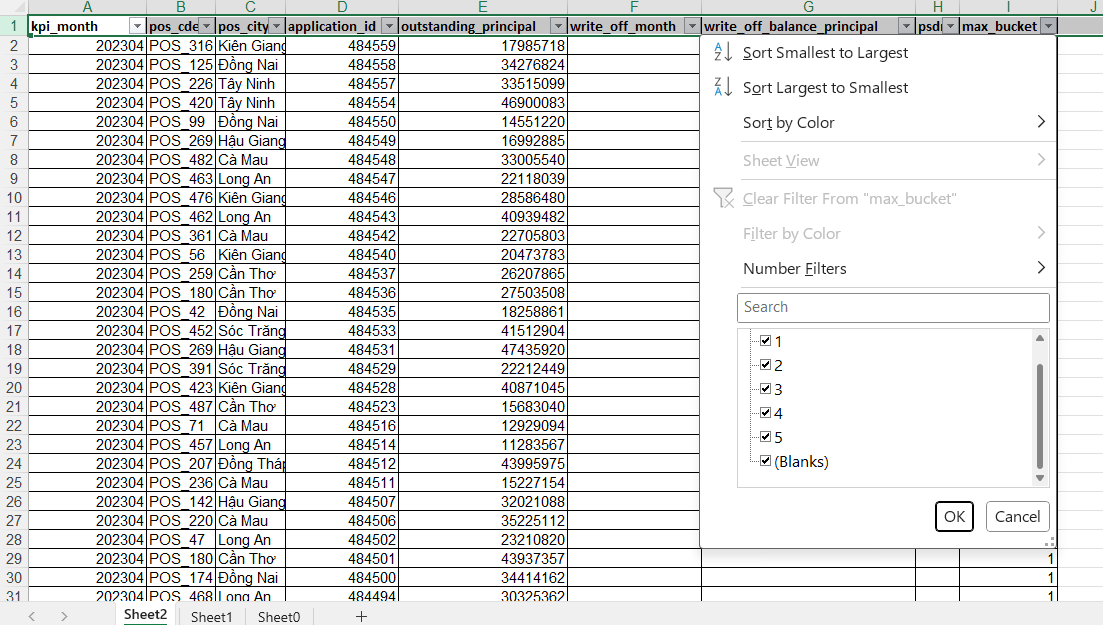 A B C D E F G H I J
1 kpi_month pos_cde pos_city application_id outstanding_principal write_off_month write_off_balance_principal psdn max_bucket
2 202304 POS_316 Kiên Giang 484559 17985718
3 202304 POS_125 Đồng Nai 484558 34276824
4 202304 POS_226 Tây Ninh 484557 33515099
5 202304 POS_420 Tây Ninh 484554 46900083
6 202304 POS_99 Đồng Nai 484550 14551220
7 202304 POS_269 Hậu Giang 484549 16992885
8 202304 POS_482 Cà Mau 484548 33005540
9 202304 POS_463 Long An 484547 22118039
10 202304 POS_476 Kiên Giang 484546 28586480
11 202304 POS_462 Long An 484543 40939482
12 202304 POS_361 Cà Mau 484542 22705803
13 202304 POS_56 Kiên Giang 484540 20473783
14 202304 POS_259 Cần Thơ 484537 26207865
15 202304 POS_180 Cần Thơ 484536 27503508
16 202304 POS_42 Đồng Nai 484535 18258861
17 202304 POS_452 Sóc Trăng 484533 41512904
18 202304 POS_269 Hậu Giang 484531 47435920
19 202304 POS_391 Sóc Trăng 484529 22212449
20 202304 POS_423 Kiên Giang 484528 40871045
21 202304 POS_487 Cần Thơ 484523 15683040
22 202304 POS_71 Cà Mau 484516 12929094
23 202304 POS_457 Long An 484514 11283567
24 202304 POS_207 Đồng Tháp 484512 43995975
25 202304 POS_236 Cà Mau 484511 15227154
26 202304 POS_142 Hậu Giang 484507 32021088
27 202304 POS_220 Cà Mau 484506 35225112
28 202304 POS_47 Long An 484502 23210820
29 202304 POS_180 Cần Thơ 484501 43937357 1
30 202304 POS_174 Đồng Nai 484500 34414162 1
31 202304 POS_468 Long An 484494 30325362 1
Sort Smallest to Largest
Sort Largest to Smallest
Sort by Color
Sheet View
Clear Filter From "max_bucket"
Filter by Color
Number Filters
Search
1
2
3
4
5
(Blanks)
OK Cancel
Sheet2 Sheet1 Sheet0